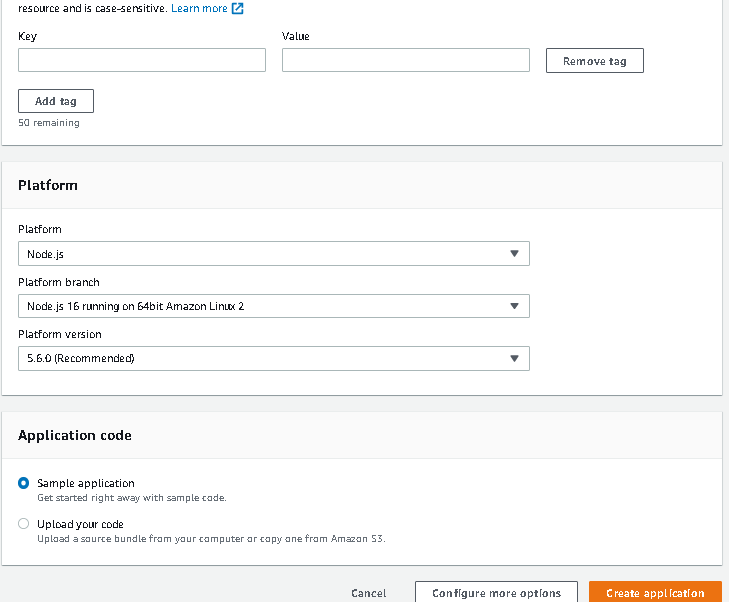 resource and is case-sensitive. Learn more
Key Value
Remove tag
Add tag
50 remaining
Platform
Platform
Node.js
Platform branch
Node.js 16 running on 64bit Amazon Linux 2
Platform version
5.6.0 (Recommended)
Application code
Sample application
Get started right away with sample code.
Upload your code
Upload a source bundle from your computer or copy one from Amazon S3.
Cancel Configure more options Create application